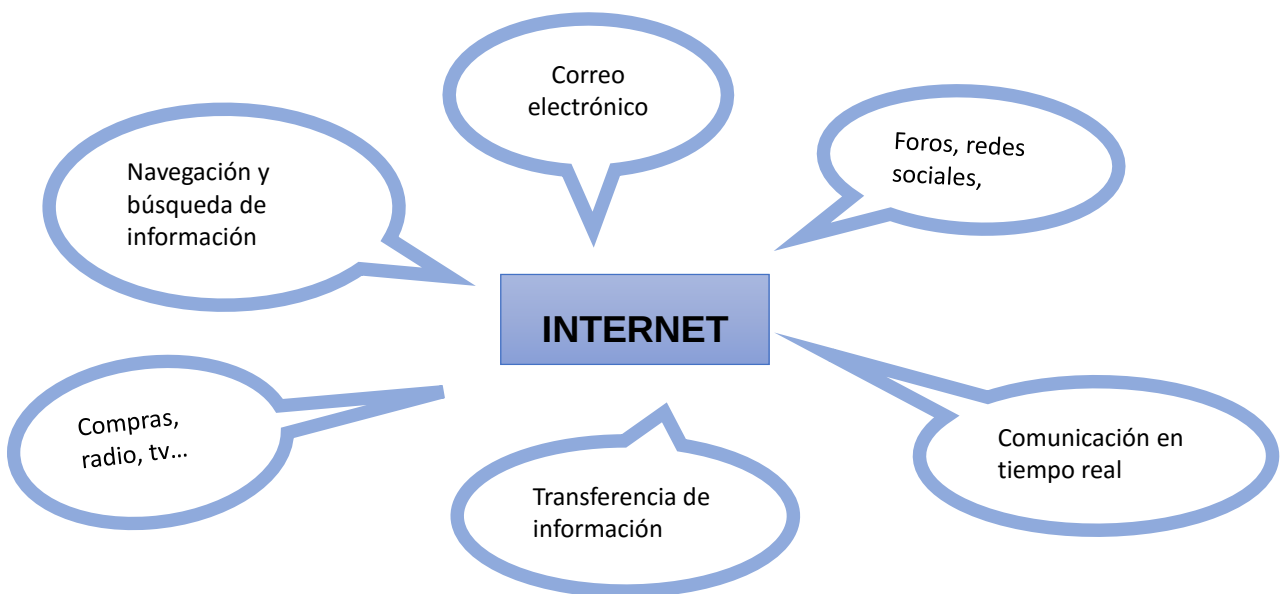 Correo
electrónico
Foros, redes
sociales,
Navegación y
búsqueda de
información
INTERNET
Compras,
radio, tv...
Comunicación en
tiempo real
Transferencia de
información